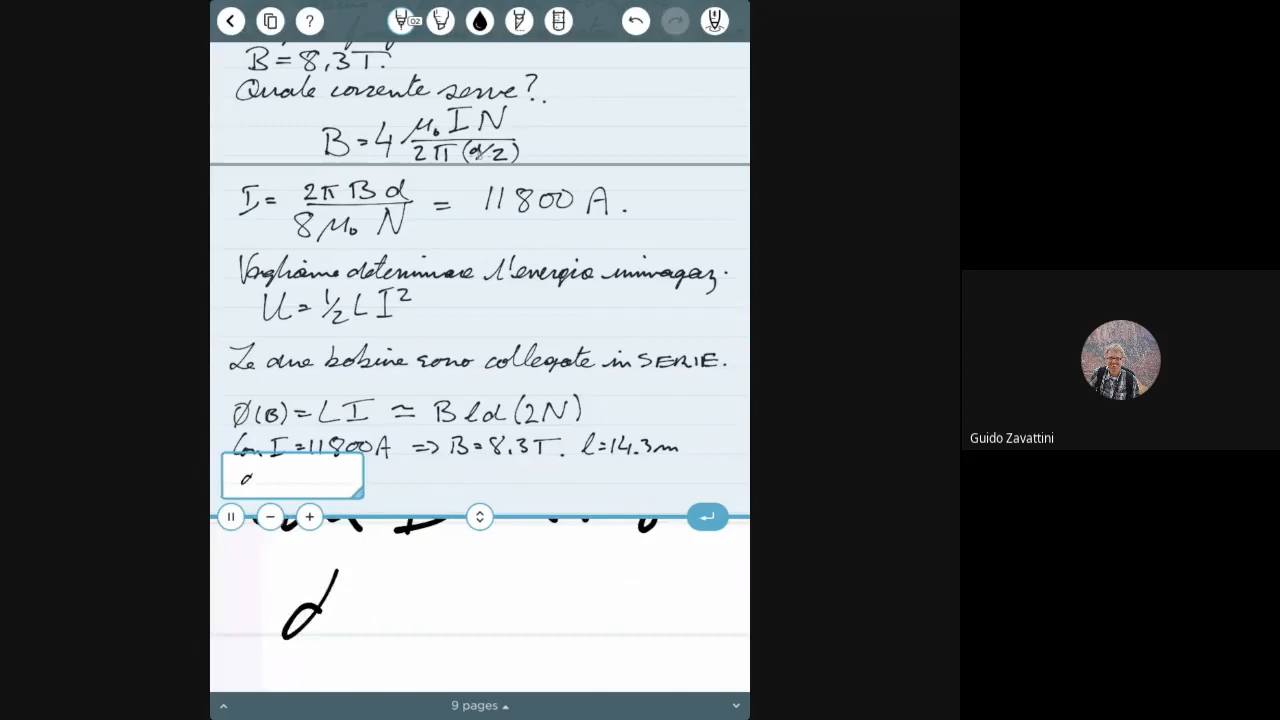 B = 8,3 T.
Quale corrente serve?.
B = 4 μ₀ I N / 2π (d/2)
I = 2π B d / 8 μ₀ N = 11800 A.
Vogliamo determinare l'energia immagaz.
U = ½ L I²
Le due bobine sono collegate in SERIE.
Ø(B) = L I ≃ B l d (2N)
Con I = 11800 A => B = 8.3 T. l = 14.3 m
d
d
9 pages
Guido Zavattini